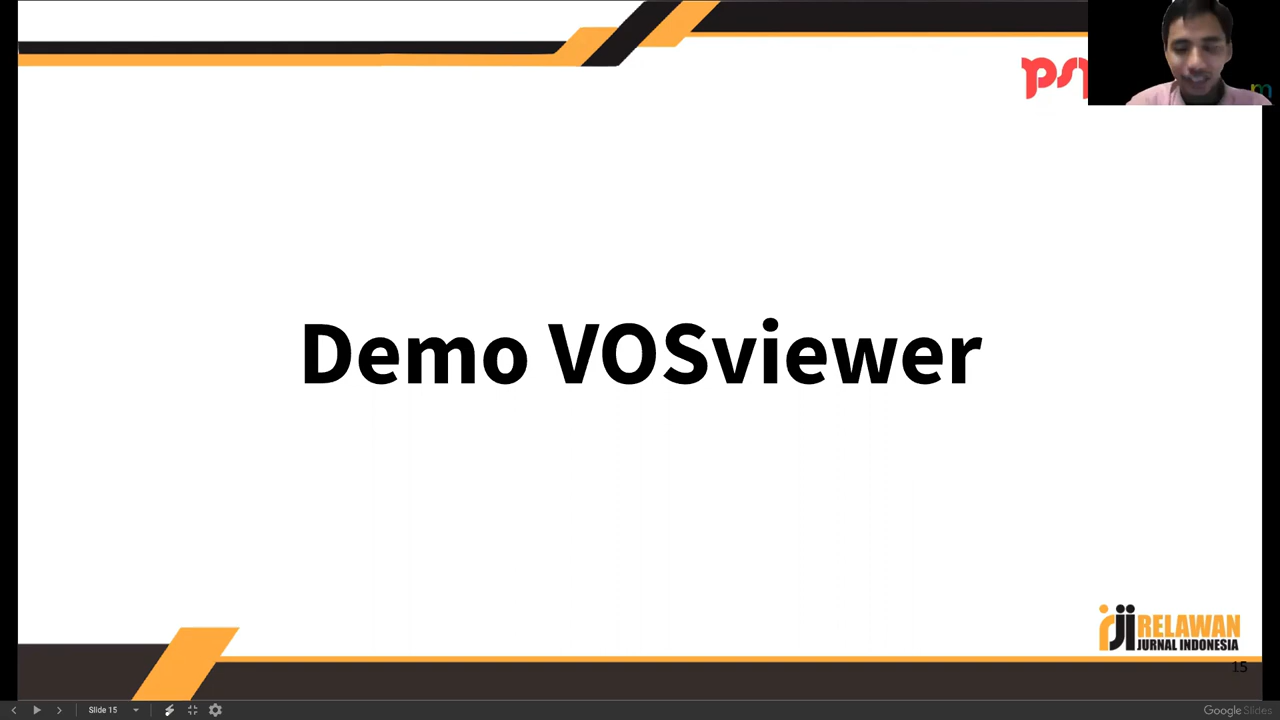 Demo VOSviewer
RELAWAN
JURNAL INDONESIA
15
Slide 15
Google Slides